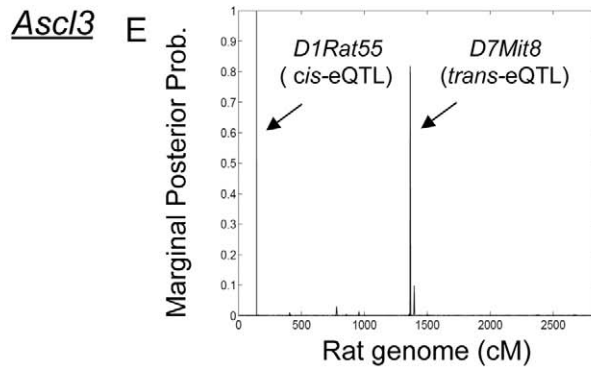 Ascl3
E
D1Rat55
( cis-eQTL)
D7Mit8
(trans-eQTL)
Marginal Posterior Prob.
1
0.9
0.8
0.7
0.6
0.5
0.4
0.3
0.2
0.1
0
0 500 1000 1500 2000 2500
Rat genome (cM)